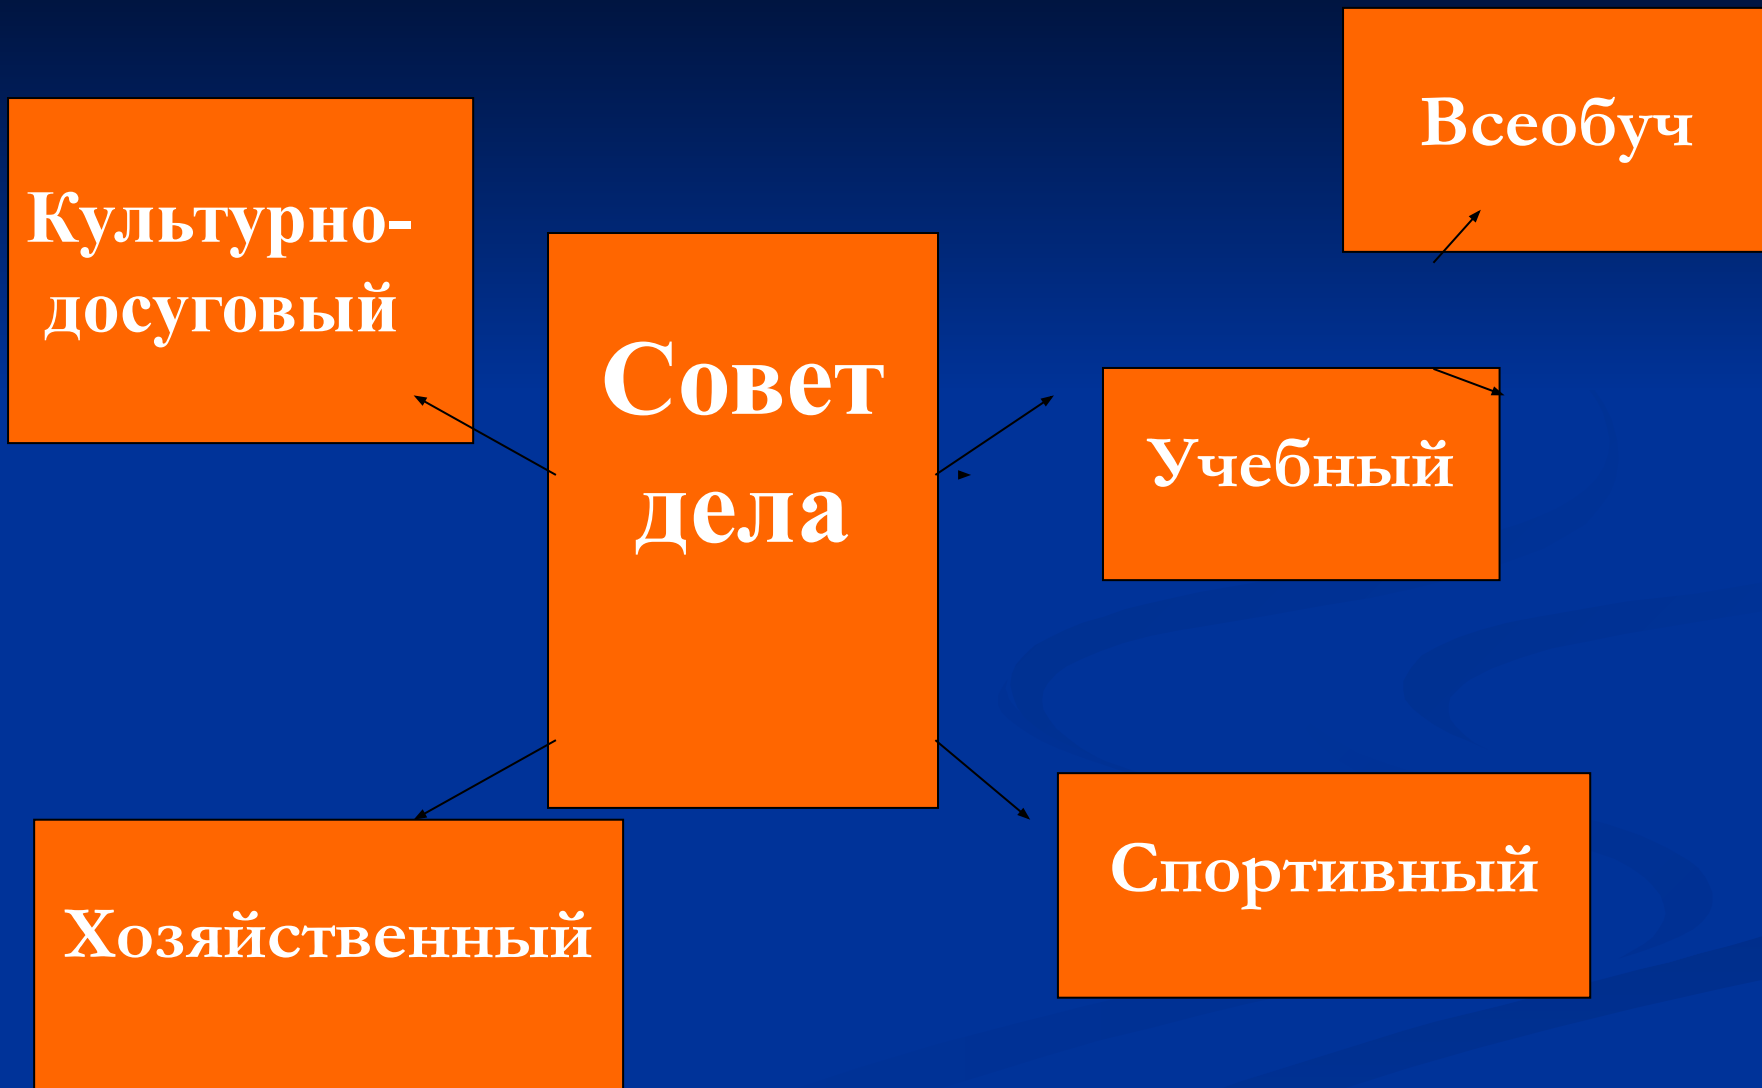 Всеобуч
Культурно-
досуговый
Совет
дела
Учебный
Спортивный
Хозяйственный